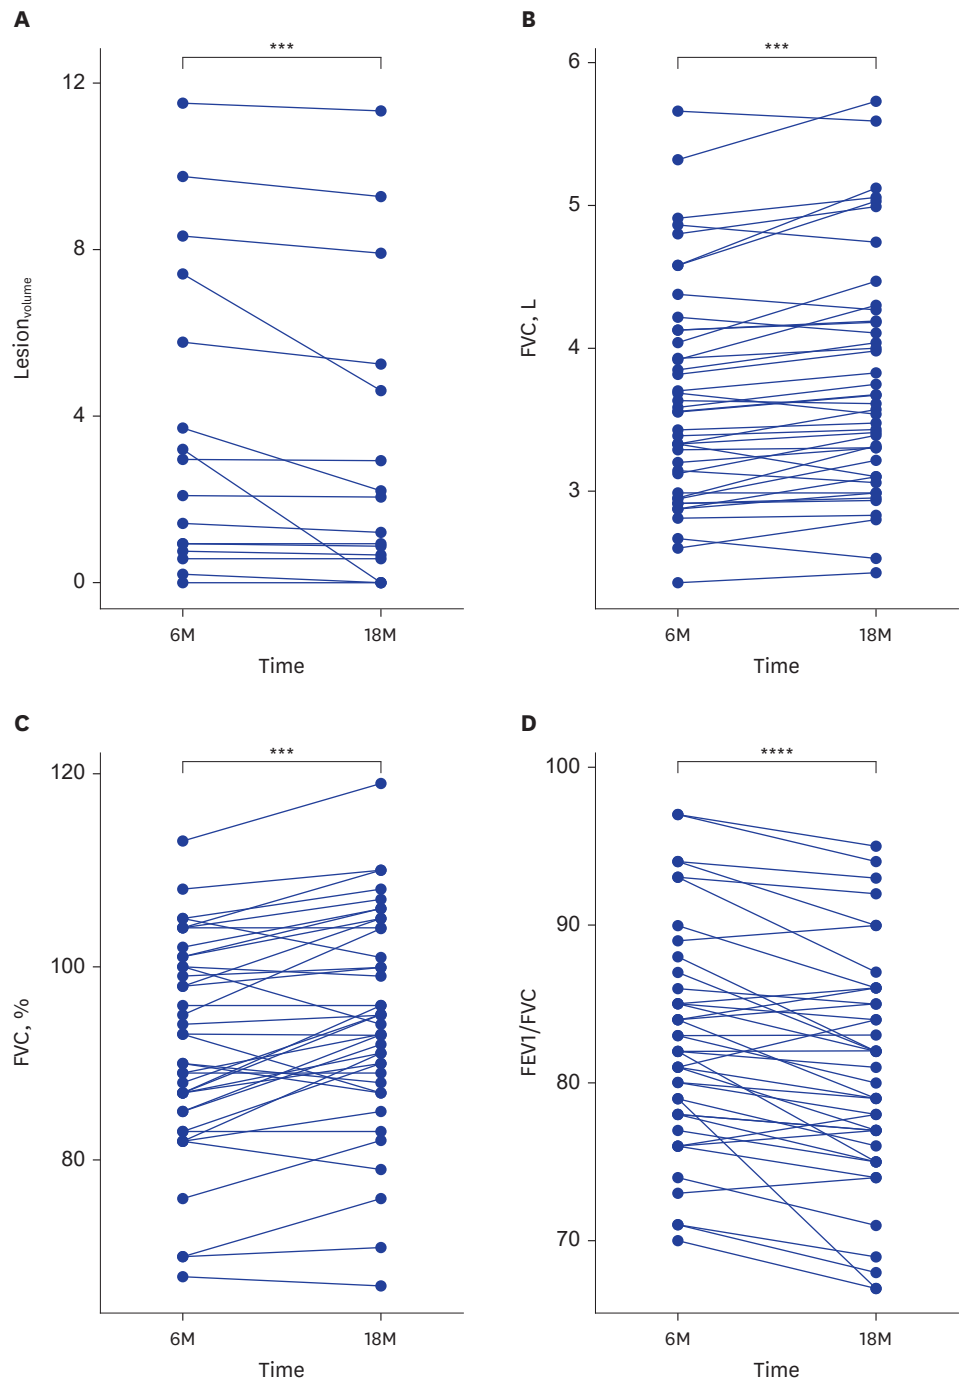 A
***
12
8
4
0
Lesionvolume
6M
18M
Time
B
***
6
5
4
3
FVC, L
6M
18M
Time
C
***
120
100
80
FVC, %
6M
18M
Time
D
****
100
90
80
70
FEV1/FVC
6M
18M
Time